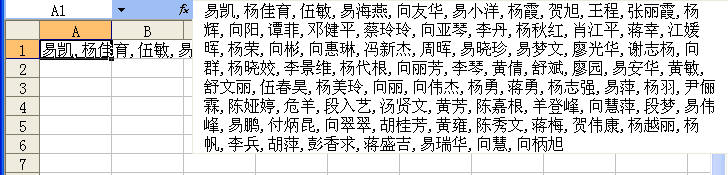 A1
易凯,杨佳育,伍敏,易海燕,向友华,易小洋,杨霞,贺旭,王程,张丽霞,杨
辉,向阳,谭菲,邓健平,蔡玲玲,向亚琴,李丹,杨秋红,肖江平,蒋幸,江媛
晖,杨荣,向彬,向惠琳,冯新杰,周晖,易晓珍,易梦文,廖光华,谢志杨,向
群,杨晓姣,李景维,杨代根,向丽芳,李琴,黄倩,舒斌,廖园,易安华,黄敏,
舒文丽,伍春昊,杨美玲,向丽,向伟杰,杨勇,蒋勇,杨志强,易萍,杨羽,尹俪
霖,陈娅婷,危羊,段入艺,汤贤文,黄芳,陈嘉根,羊登峰,向慧萍,段梦,易伟
峰,易鹏,付炳昆,向翠翠,胡桂芳,黄雍,陈秀文,蒋梅,贺伟康,杨越丽,杨
帆,李兵,胡萍,彭香求,蒋盛吉,易瑞华,向慧,向柄旭
A B
1 易凯,杨佳育,伍敏,易
2
3
4
5
6
7